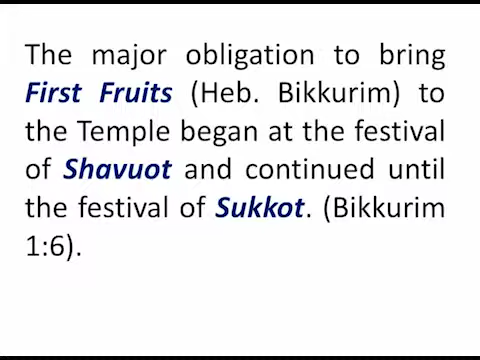 The major obligation to bring
First Fruits (Heb. Bikkurim) to
the Temple began at the festival
of Shavuot and continued until
the festival of Sukkot. (Bikkurim
1:6).